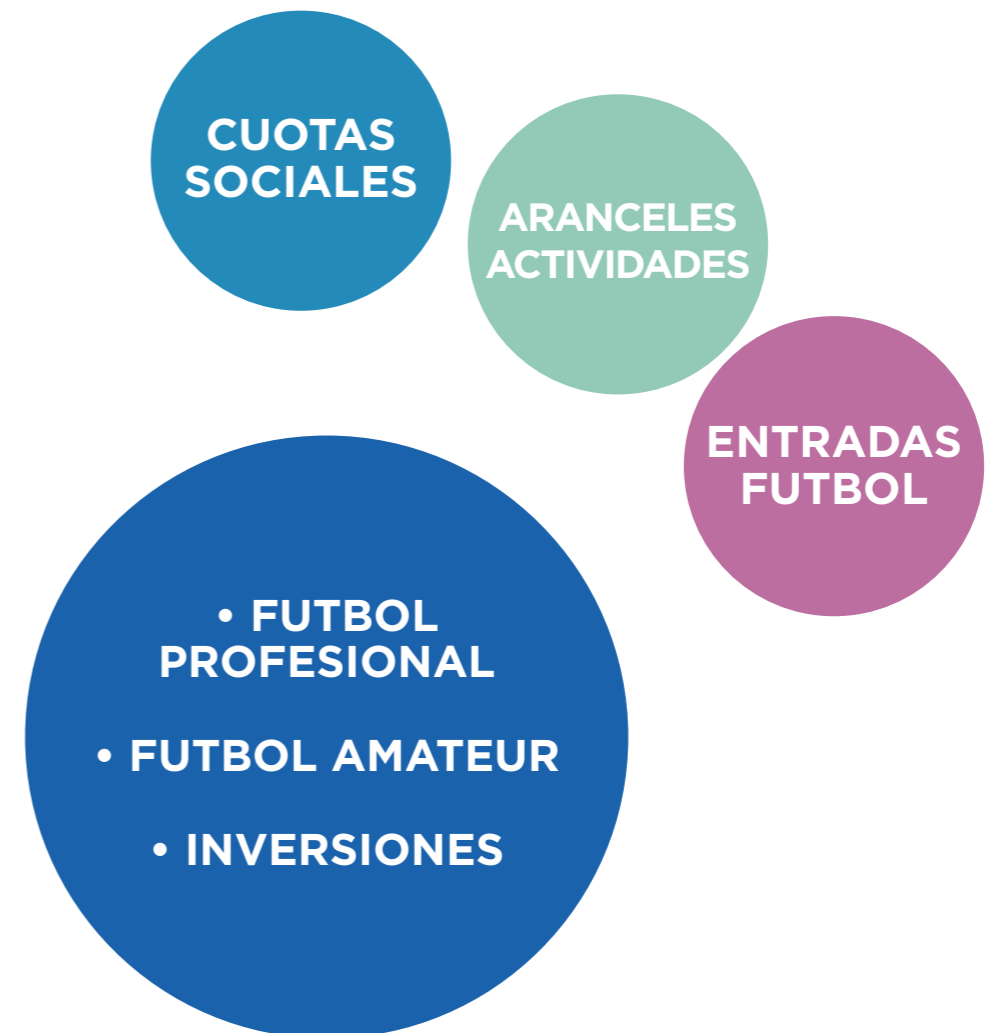 CUOTAS
SOCIALES
ARANCELES
ACTIVIDADES
ENTRADAS
FUTBOL
• FUTBOL
PROFESIONAL
• FUTBOL AMATEUR
• INVERSIONES